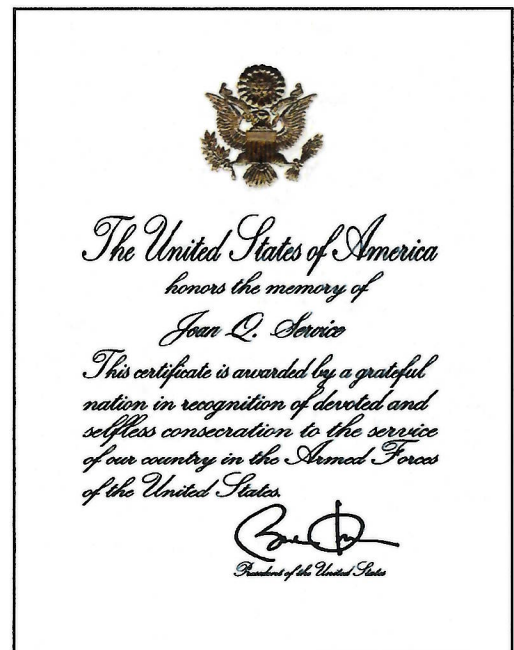 The United States of America
honors the memory of
Joan Q. Service
This certificate is awarded by a grateful
nation in recognition of devoted and
selfless consecration to the service
of our country in the Armed Forces
of the United States.
President of the United States